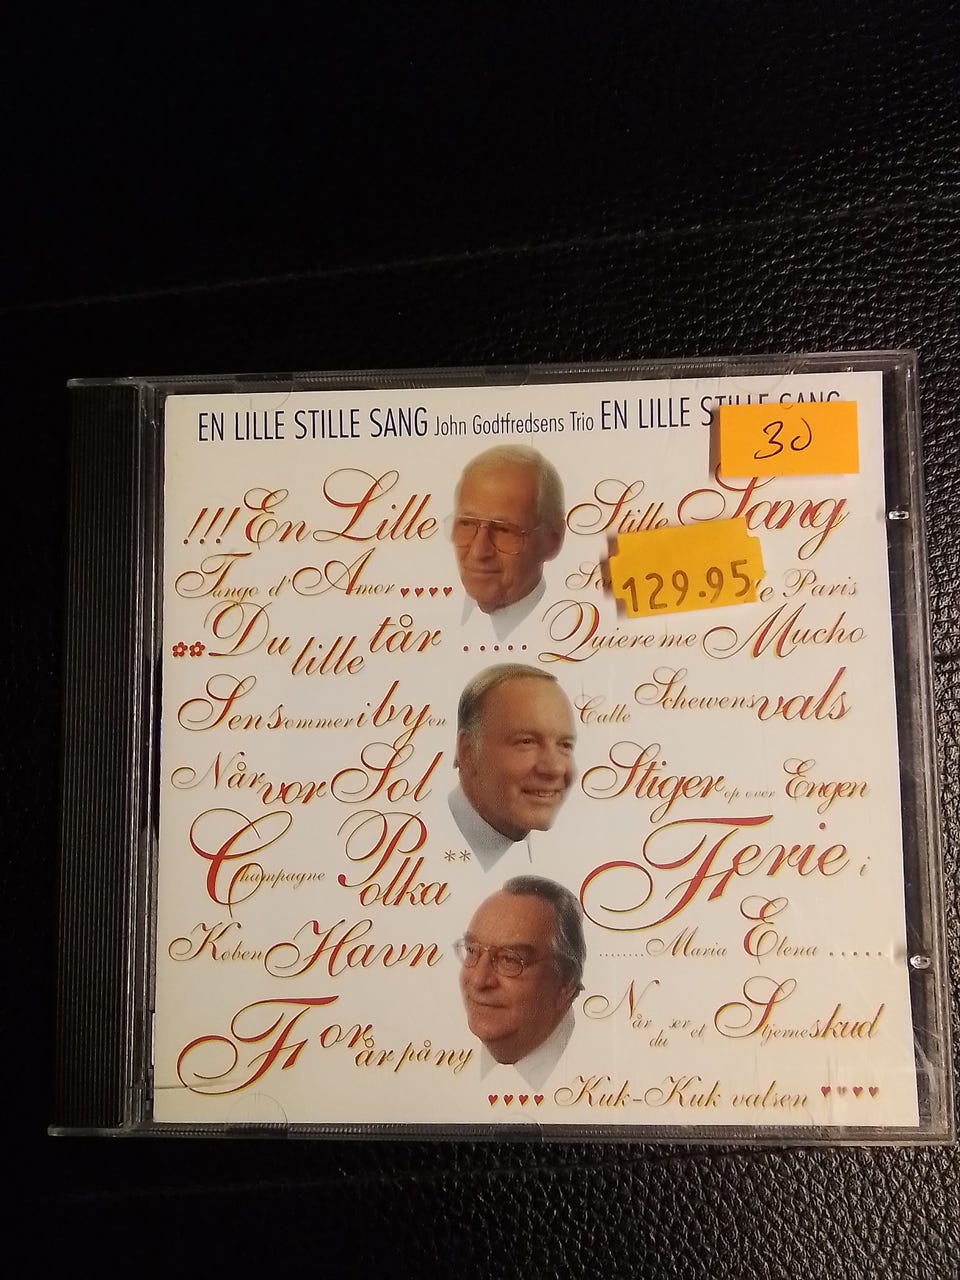 EN LILLE STILLE SANG John Godtfredsens Trio EN LILLE STILLE SANG
30
!!! En Lille Stille Sang
Tango d'Amor
129.95
Paris
Du lille tår ..... Quiereme Mucho
Sensommer i byen Calle Schewens vals
Når vor Sol Stiger op over Engen
Champagne Polka ** Ferie i
KøbenHavn ........Maria Elena .....
Forår på ny Når du ser et Stjerneskud
Kuk-Kuk valsen